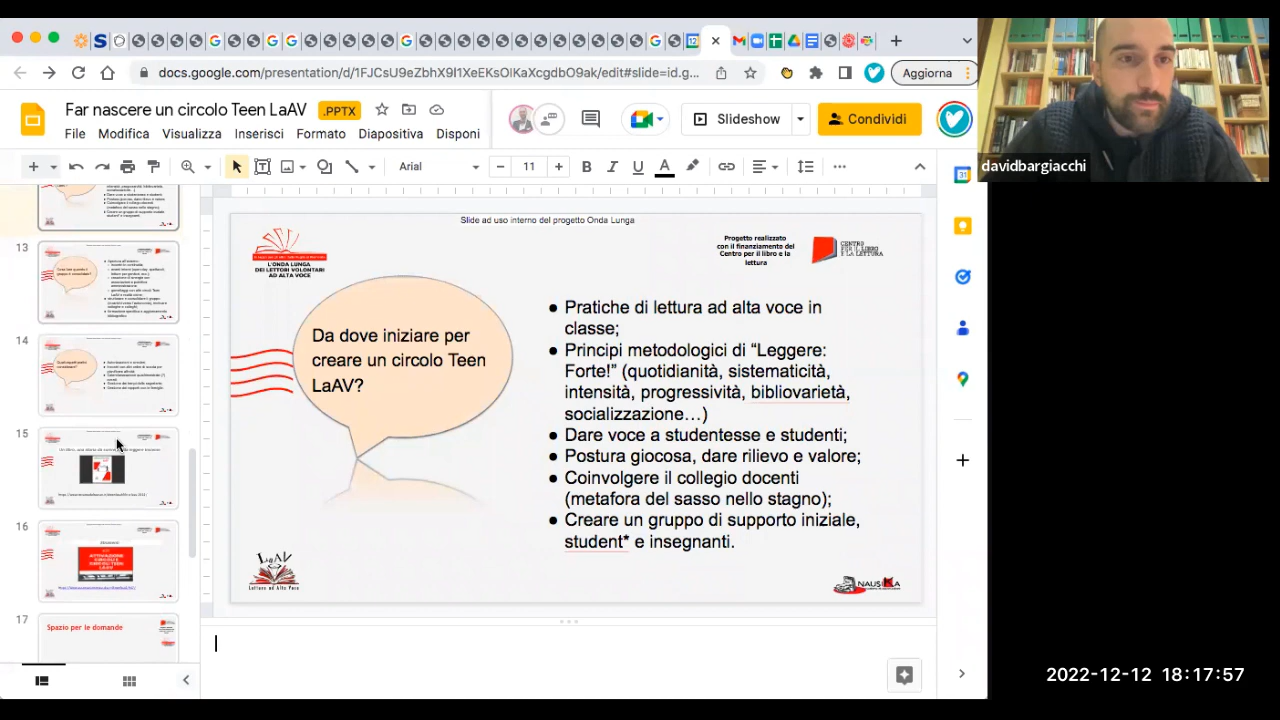 docs.google.com/presentation/d/1FJCsU9eZbhX9I1XeEKsOIKaXcgdbO9ak/edit#slide=id.g...
Aggiorna
Far nascere un circolo Teen LaAV
.PPTX
File Modifica Visualizza Inserisci Formato Diapositiva Disponi
Slideshow
Condividi
Arial
11
davidbargiacchi
Slide ad uso interno del progetto Onda Lunga
L'ONDA LUNGA
DEI LETTORI VOLONTARI
AD ALTA VOCE
Progetto realizzato
con il finanziamento del
Centro per il libro e la
lettura
CENTRO
PER IL LIBRO
E LA
LETTURA
Da dove iniziare per
creare un circolo Teen
LaAV?
● Pratiche di lettura ad alta voce in
classe;
● Principi metodologici di “Leggere:
Forte!” (quotidianità, sistematicità,
intensità, progressività, bibliovarietà,
socializzazione…)
● Dare voce a studentesse e studenti;
● Postura giocosa, dare rilievo e valore;
● Coinvolgere il collegio docenti
(metafora del sasso nello stagno);
● Creare un gruppo di supporto iniziale,
student* e insegnanti.
LaAV
Letture ad Alta Voce
NAUSIKA
13
14
15
16
17
Spazio per le domande
2022-12-12 18:17:57